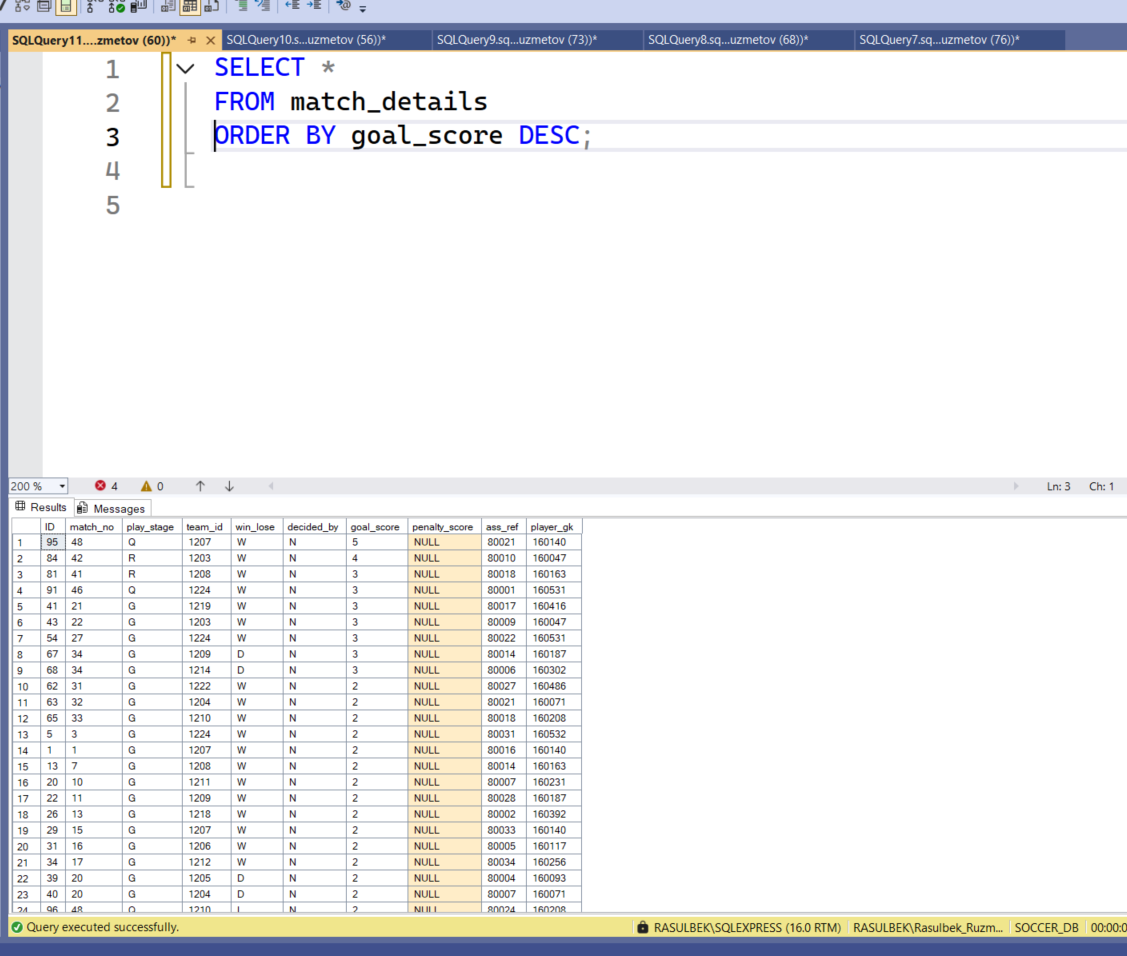 SQLQuery11....zmetov (60))* SQLQuery10.s...uzmetov (56))* SQLQuery9.sq...uzmetov (73))* SQLQuery8.sq...uzmetov (68))* SQLQuery7.sq...uzmetov (76))*
1 SELECT *
2 FROM match_details
3 ORDER BY goal_score DESC;
4
5
200 % 4 0 Ln: 3 Ch: 1
Results Messages
ID match_no play_stage team_id win_lose decided_by goal_score penalty_score ass_ref player_gk
1 95 48 Q 1207 W N 5 NULL 80021 160140
2 84 42 R 1203 W N 4 NULL 80010 160047
3 81 41 R 1208 W N 3 NULL 80018 160163
4 91 46 Q 1224 W N 3 NULL 80001 160531
5 41 21 G 1219 W N 3 NULL 80017 160416
6 43 22 G 1203 W N 3 NULL 80009 160047
7 54 27 G 1224 W N 3 NULL 80022 160531
8 67 34 G 1209 D N 3 NULL 80014 160187
9 68 34 G 1214 D N 3 NULL 80006 160302
10 62 31 G 1222 W N 2 NULL 80027 160486
11 63 32 G 1204 W N 2 NULL 80021 160071
12 65 33 G 1210 W N 2 NULL 80018 160208
13 5 3 G 1224 W N 2 NULL 80031 160532
14 1 1 G 1207 W N 2 NULL 80016 160140
15 13 7 G 1208 W N 2 NULL 80014 160163
16 20 10 G 1211 W N 2 NULL 80007 160231
17 22 11 G 1209 W N 2 NULL 80028 160187
18 26 13 G 1218 W N 2 NULL 80002 160392
19 29 15 G 1207 W N 2 NULL 80033 160140
20 31 16 G 1206 W N 2 NULL 80005 160117
21 34 17 G 1212 W N 2 NULL 80034 160256
22 39 20 G 1205 D N 2 NULL 80004 160093
23 40 20 G 1204 D N 2 NULL 80007 160071
24 96 48 Q 1210 L N 2 NULL 80024 160208
Query executed successfully. RASULBEK\SQLEXPRESS (16.0 RTM) RASULBEK\Rasulbek_Ruzm... SOCCER_DB 00:00:0